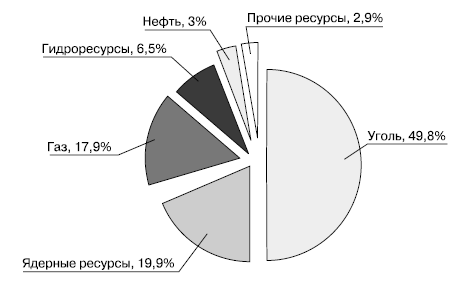 Нефть, 3%
Прочие ресурсы, 2,9%
Гидроресурсы, 6,5%
Уголь, 49,8%
Газ, 17,9%
Ядерные ресурсы, 19,9%